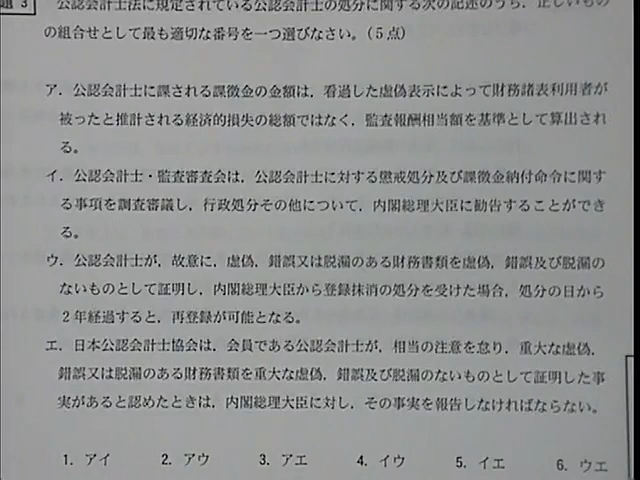 題 3
公認会計士法に規定されている公認会計士の処分に関する次の記述のうち，正しいもの
の組合せとして最も適切な番号を一つ選びなさい。(５点)
ア．公認会計士に課される課徴金の金額は，看過した虚偽表示によって財務諸表利用者が
被ったと推計される経済的損失の総額ではなく，監査報酬相当額を基準として算出され
る。
イ．公認会計士・監査審査会は，公認会計士に対する懲戒処分及び課徴金納付命令に関す
る事項を調査審議し，行政処分その他について，内閣総理大臣に勧告することができ
る。
ウ．公認会計士が，故意に，虚偽，錯誤又は脱漏のある財務書類を虚偽，錯誤及び脱漏の
ないものとして証明し，内閣総理大臣から登録抹消の処分を受けた場合，処分の日から
２年経過すると，再登録が可能となる。
エ．日本公認会計士協会は，会員である公認会計士が，相当の注意を怠り，重大な虚偽，
錯誤又は脱漏のある財務書類を重大な虚偽，錯誤及び脱漏のないものとして証明した事
実があると認めたときは，内閣総理大臣に対し，その事実を報告しなければならない。
1．アイ 2．アウ 3．アエ 4．イウ 5．イエ 6．ウエ